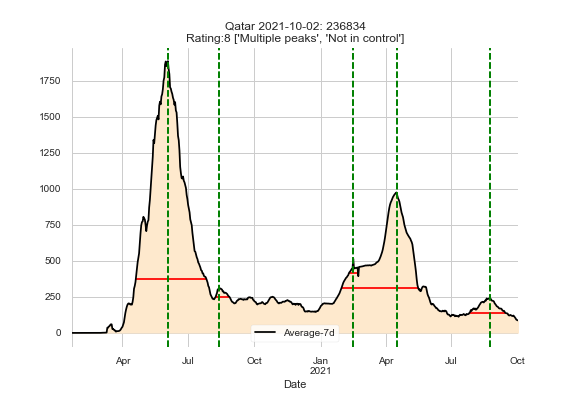 Qatar 2021-10-02: 236834
Rating:8 ['Multiple peaks', 'Not in control']
1750
1500
1250
1000
750
500
250
0
Average-7d
Apr Jul Oct Jan Apr Jul Oct
2021
Date